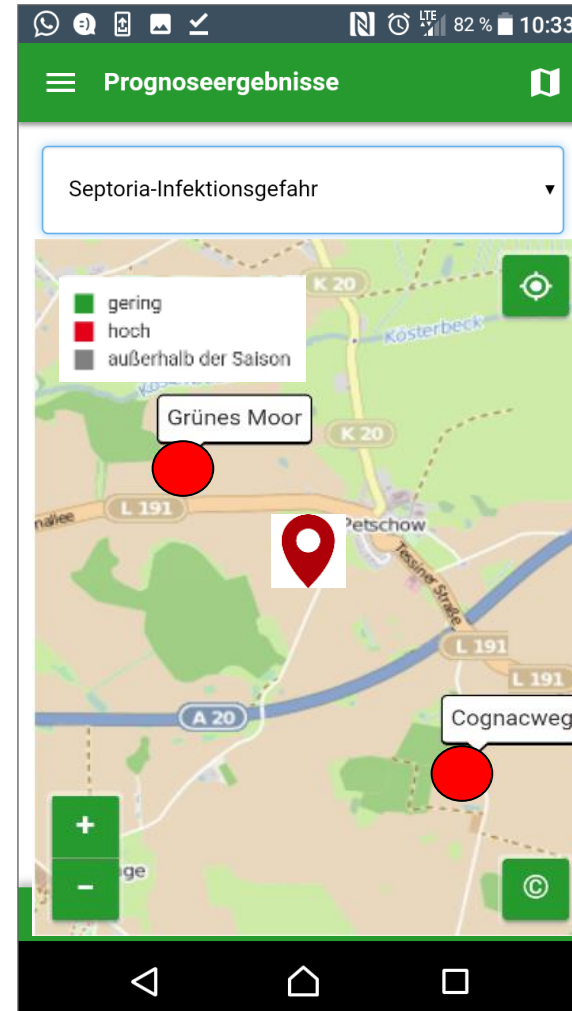 LTE 82 % 10:33
Prognoseergebnisse
Septoria-Infektionsgefahr
K 20
gering
hoch
außerhalb der Saison
Kösterbeck
Grünes Moor
K 20
L 191
Petschow
Tessiner Straße
L 191
L 191
A 20
Cognacweg
+
-
©